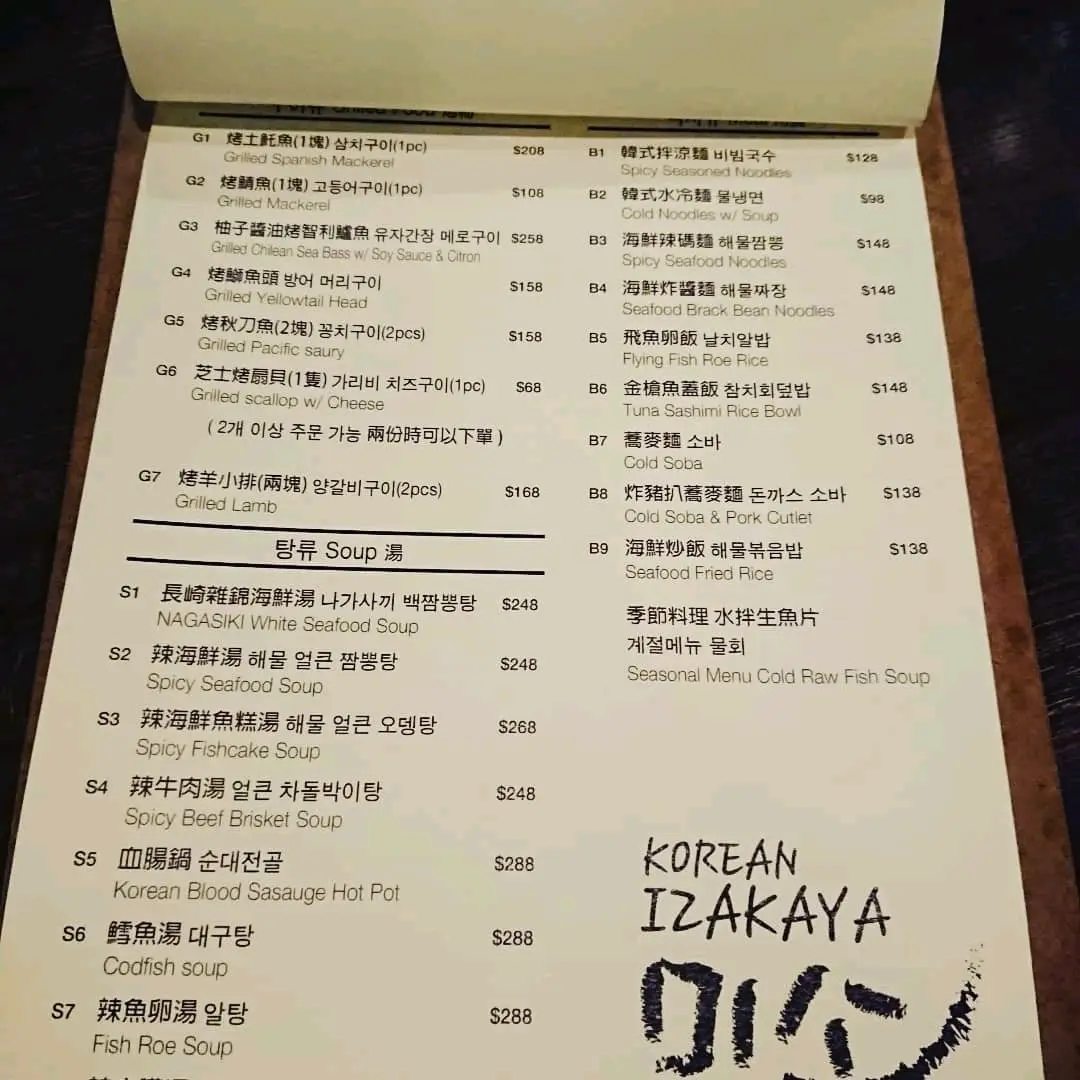 Grilled Food
G1 烤土魠魚(1塊) 삼치구이(1pc) $208
Grilled Spanish Mackerel
G2 烤鯖魚(1塊) 고등어구이(1pc) $108
Grilled Mackerel
G3 柚子醬油烤智利鱸魚 유자간장 메로구이 $258
Grilled Chilean Sea Bass w/ Soy Sauce & Citron
G4 烤鰤魚頭 방어 머리구이 $158
Grilled Yellowtail Head
G5 烤秋刀魚(2塊) 꽁치구이(2pcs) $158
Grilled Pacific saury
G6 芝士烤扇貝(1隻) 가리비 치즈구이(1pc) $68
Grilled scallop w/ Cheese
( 2개 이상 주문 가능 兩份時可以下單 )
G7 烤羊小排(兩塊) 양갈비구이(2pcs) $168
Grilled Lamb
탕류 Soup 湯
S1 長崎雜錦海鮮湯 나가사끼 백짬뽕탕 $248
NAGASIKI White Seafood Soup
S2 辣海鮮湯 해물 얼큰 짬뽕탕 $248
Spicy Seafood Soup
S3 辣海鮮魚糕湯 해물 얼큰 오뎅탕 $268
Spicy Fishcake Soup
S4 辣牛肉湯 얼큰 차돌박이탕 $248
Spicy Beef Brisket Soup
S5 血腸鍋 순대전골 $288
Korean Blood Sasauge Hot Pot
S6 鱈魚湯 대구탕 $288
Codfish soup
S7 辣魚卵湯 알탕 $288
Fish Roe Soup
B1 韓式拌涼麵 비빔국수 $128
Spicy Seasoned Noodles
B2 韓式水冷麵 물냉면 $98
Cold Noodles w/ Soup
B3 海鮮辣碼麵 해물짬뽕 $148
Spicy Seafood Noodles
B4 海鮮炸醬麵 해물짜장 $148
Seafood Brack Bean Noodles
B5 飛魚卵飯 날치알밥 $138
Flying Fish Roe Rice
B6 金槍魚蓋飯 참치회덮밥 $148
Tuna Sashimi Rice Bowl
B7 蕎麥麵 소바 $108
Cold Soba
B8 炸豬扒蕎麥麵 돈까스 소바 $138
Cold Soba & Pork Cutlet
B9 海鮮炒飯 해물볶음밥 $138
Seafood Fried Rice
季節料理 水拌生魚片
계절메뉴 물회
Seasonal Menu Cold Raw Fish Soup
KOREAN
IZAKAYA